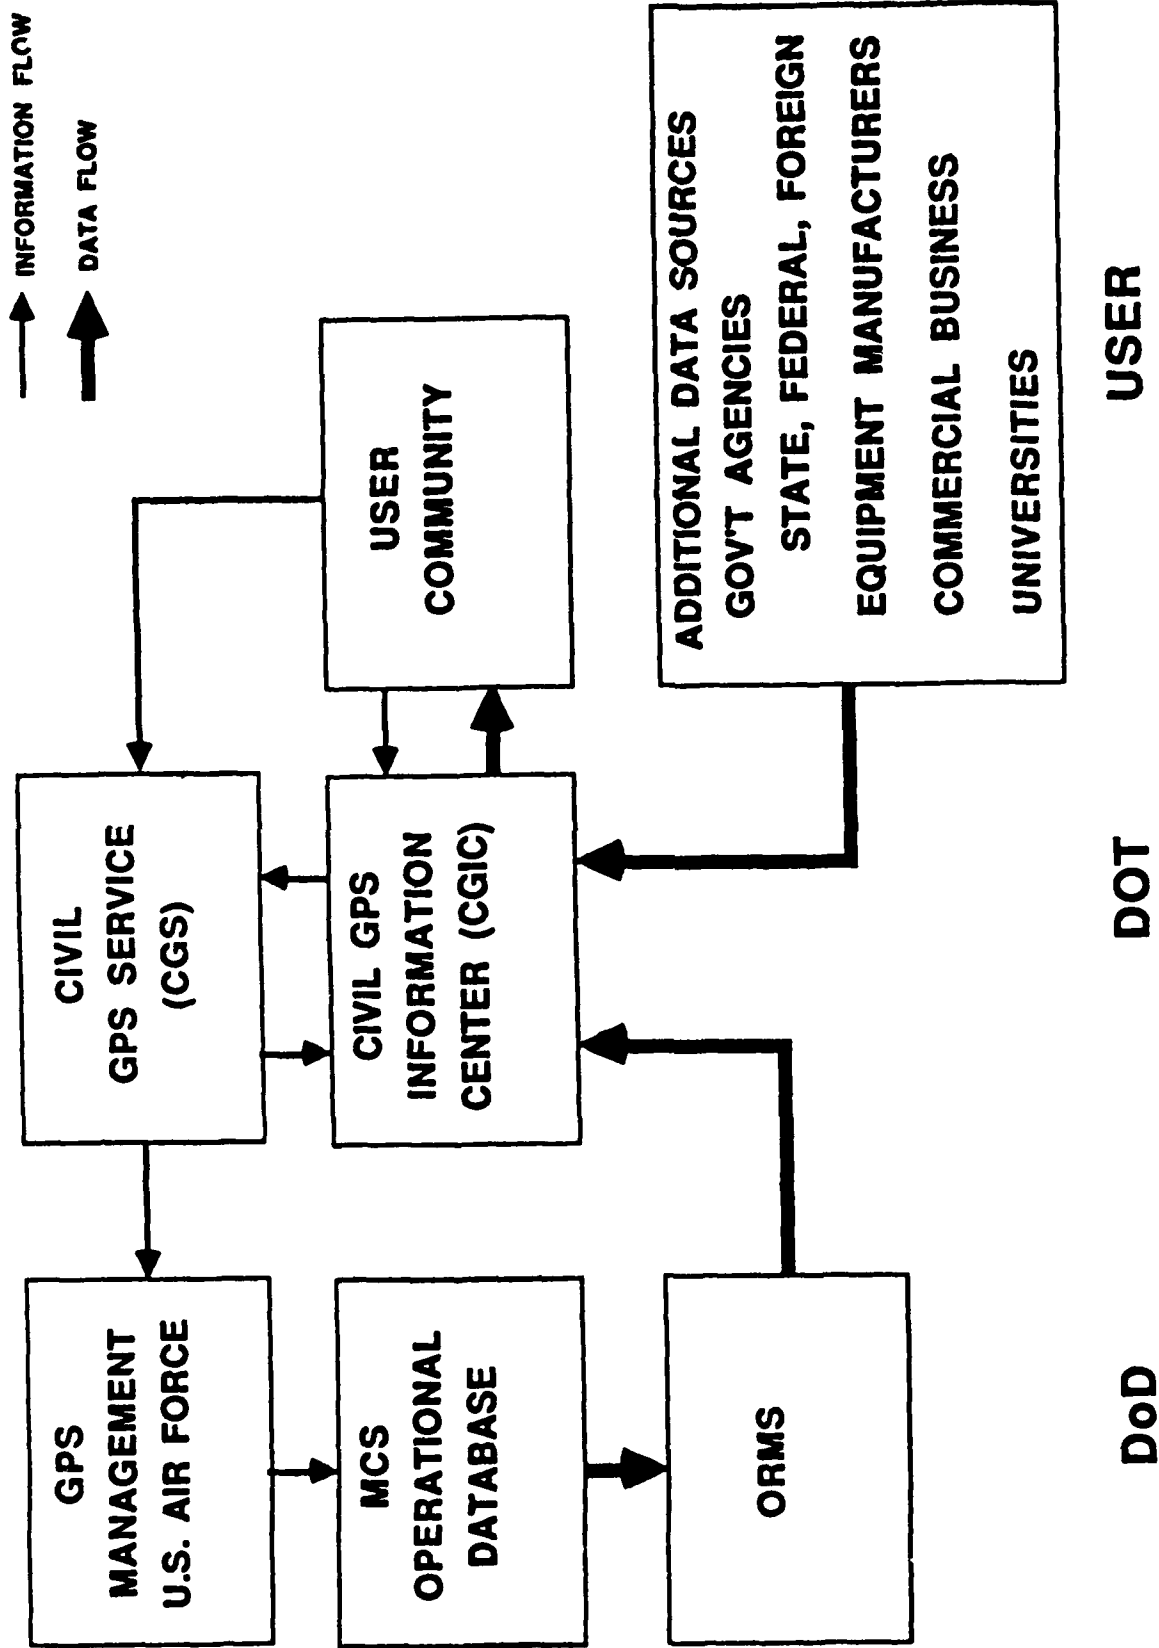 INFORMATION FLOW
DATA FLOW
GPS
MANAGEMENT
U.S. AIR FORCE
CIVIL
GPS SERVICE
(CGS)
MCS
OPERATIONAL
DATABASE
CIVIL GPS
INFORMATION
CENTER (CGIC)
USER
COMMUNITY
ORMS
ADDITIONAL DATA SOURCES
GOV'T AGENCIES
STATE, FEDERAL, FOREIGN
EQUIPMENT MANUFACTURERS
COMMERCIAL BUSINESS
UNIVERSITIES
DoD
DOT
USER